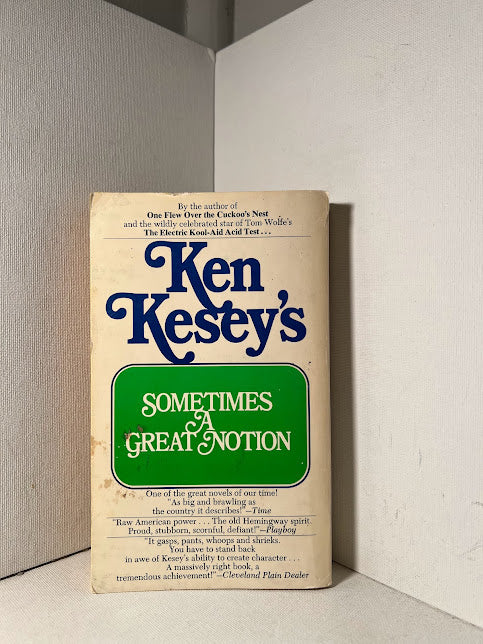 By the author of
One Flew Over the Cuckoo's Nest
and the wildly celebrated star of Tom Wolfe's
The Electric Kool-Aid Acid Test . . .
Ken
Kesey's
SOMETIMES
A
GREAT NOTION
One of the great novels of our time!
"As big and brawling as
the country it describes!"—Time
"Raw American power . . . The old Hemingway spirit.
Proud, stubborn, scornful, defiant!"—Playboy
"It gasps, pants, whoops and shrieks.
You have to stand back
in awe of Kesey's ability to create character . . .
A massively right book, a
tremendous achievement!"—Cleveland Plain Dealer